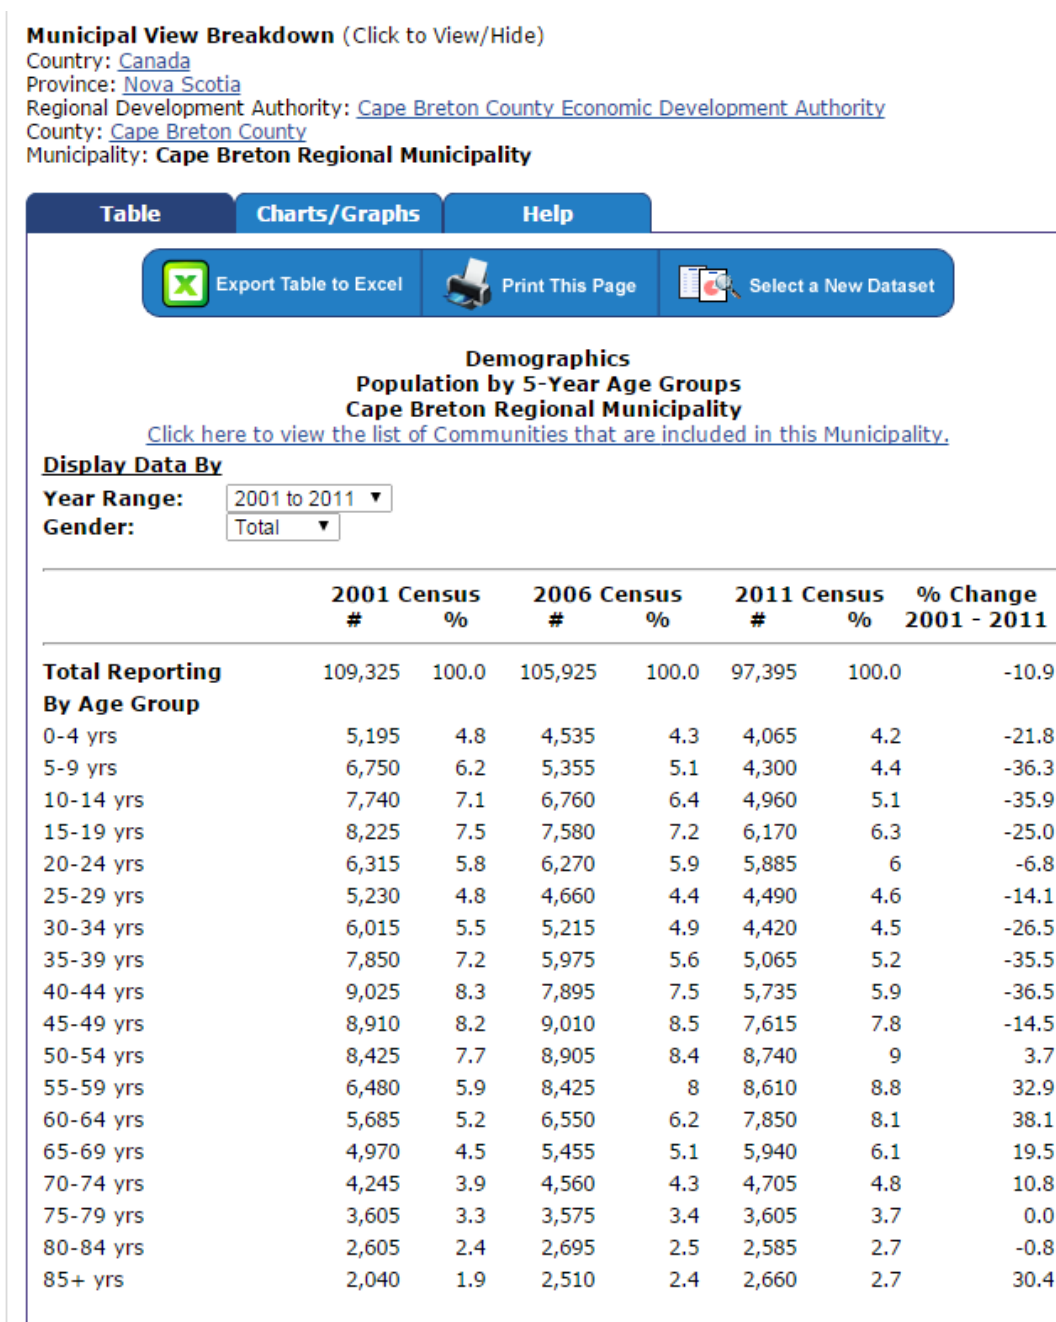 Municipal View Breakdown (Click to View/Hide)
Country: Canada
Province: Nova Scotia
Regional Development Authority: Cape Breton County Economic Development Authority
County: Cape Breton County
Municipality: Cape Breton Regional Municipality
Table Charts/Graphs Help
Export Table to Excel Print This Page Select a New Dataset
Demographics
Population by 5-Year Age Groups
Cape Breton Regional Municipality
Click here to view the list of Communities that are included in this Municipality.
Display Data By
Year Range: 2001 to 2011
Gender: Total
2001 Census 2006 Census 2011 Census % Change
# % # % # % 2001 - 2011
Total Reporting 109,325 100.0 105,925 100.0 97,395 100.0 -10.9
By Age Group
0-4 yrs 5,195 4.8 4,535 4.3 4,065 4.2 -21.8
5-9 yrs 6,750 6.2 5,355 5.1 4,300 4.4 -36.3
10-14 yrs 7,740 7.1 6,760 6.4 4,960 5.1 -35.9
15-19 yrs 8,225 7.5 7,580 7.2 6,170 6.3 -25.0
20-24 yrs 6,315 5.8 6,270 5.9 5,885 6 -6.8
25-29 yrs 5,230 4.8 4,660 4.4 4,490 4.6 -14.1
30-34 yrs 6,015 5.5 5,215 4.9 4,420 4.5 -26.5
35-39 yrs 7,850 7.2 5,975 5.6 5,065 5.2 -35.5
40-44 yrs 9,025 8.3 7,895 7.5 5,735 5.9 -36.5
45-49 yrs 8,910 8.2 9,010 8.5 7,615 7.8 -14.5
50-54 yrs 8,425 7.7 8,905 8.4 8,740 9 3.7
55-59 yrs 6,480 5.9 8,425 8 8,610 8.8 32.9
60-64 yrs 5,685 5.2 6,550 6.2 7,850 8.1 38.1
65-69 yrs 4,970 4.5 5,455 5.1 5,940 6.1 19.5
70-74 yrs 4,245 3.9 4,560 4.3 4,705 4.8 10.8
75-79 yrs 3,605 3.3 3,575 3.4 3,605 3.7 0.0
80-84 yrs 2,605 2.4 2,695 2.5 2,585 2.7 -0.8
85+ yrs 2,040 1.9 2,510 2.4 2,660 2.7 30.4